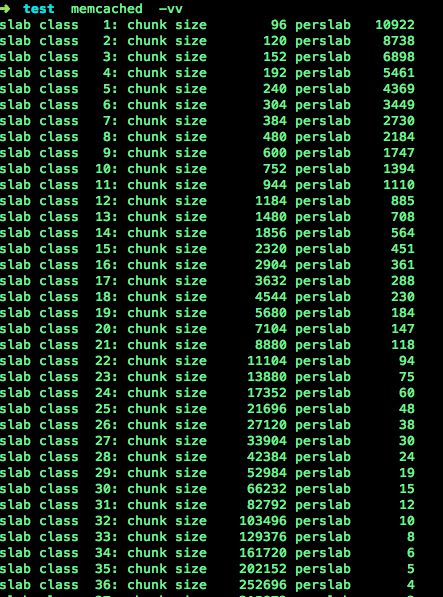 ➜ test memcached -vv
slab class 1: chunk size 96 perslab 10922
slab class 2: chunk size 120 perslab 8738
slab class 3: chunk size 152 perslab 6898
slab class 4: chunk size 192 perslab 5461
slab class 5: chunk size 240 perslab 4369
slab class 6: chunk size 304 perslab 3449
slab class 7: chunk size 384 perslab 2730
slab class 8: chunk size 480 perslab 2184
slab class 9: chunk size 600 perslab 1747
slab class 10: chunk size 752 perslab 1394
slab class 11: chunk size 944 perslab 1110
slab class 12: chunk size 1184 perslab 885
slab class 13: chunk size 1480 perslab 708
slab class 14: chunk size 1856 perslab 564
slab class 15: chunk size 2320 perslab 451
slab class 16: chunk size 2904 perslab 361
slab class 17: chunk size 3632 perslab 288
slab class 18: chunk size 4544 perslab 230
slab class 19: chunk size 5680 perslab 184
slab class 20: chunk size 7104 perslab 147
slab class 21: chunk size 8880 perslab 118
slab class 22: chunk size 11104 perslab 94
slab class 23: chunk size 13880 perslab 75
slab class 24: chunk size 17352 perslab 60
slab class 25: chunk size 21696 perslab 48
slab class 26: chunk size 27120 perslab 38
slab class 27: chunk size 33904 perslab 30
slab class 28: chunk size 42384 perslab 24
slab class 29: chunk size 52984 perslab 19
slab class 30: chunk size 66232 perslab 15
slab class 31: chunk size 82792 perslab 12
slab class 32: chunk size 103496 perslab 10
slab class 33: chunk size 129376 perslab 8
slab class 34: chunk size 161720 perslab 6
slab class 35: chunk size 202152 perslab 5
slab class 36: chunk size 252696 perslab 4